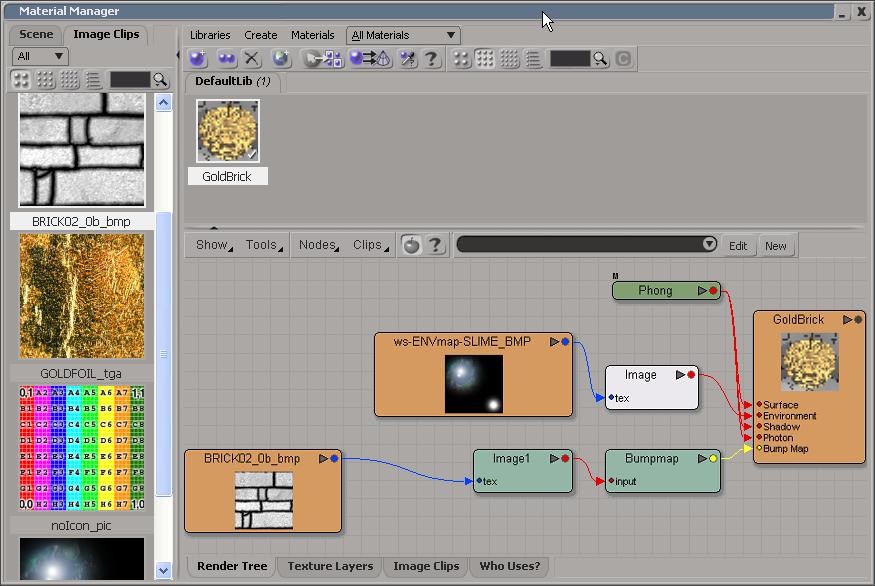 Material Manager
Scene Image Clips
All
BRICK02_0b_bmp
GOLDFOIL_tga
0,1 A2 A3 A4 A5 A6 A7 1,1
B1 B2 B3 B4 B5 B6 B7 B8
C1 C2 C3 C4 C5 C6 C7 C8
D1 D2 D3 D4 D5 D6 D7 D8
E1 E2 E3 E4 E5 E6 E7 E8
F1 F2 F3 F4 F5 F6 F7 F8
G1 G2 G3 G4 G5 G6 G7 G8
0,0 H2 H3 H4 H5 H6 H7 1,0
noIcon_pic
Libraries Create Materials All Materials
? C
DefaultLib (1)
GoldBrick
Show Tools Nodes Clips ? Edit New
M
Phong
GoldBrick
Surface
Environment
Shadow
Photon
Bump Map
ws-ENVmap-SLIME_BMP
Image
tex
BRICK02_0b_bmp
Image1
tex
Bumpmap
input
Render Tree Texture Layers Image Clips Who Uses?